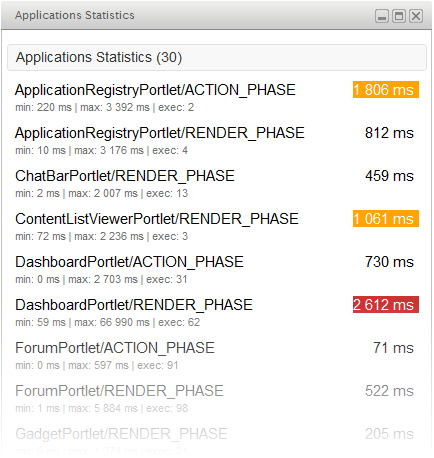 Applications Statistics
Applications Statistics (30)
ApplicationRegistryPortlet/ACTION_PHASE 1 806 ms
min: 220 ms | max: 3 392 ms | exec: 2
ApplicationRegistryPortlet/RENDER_PHASE 812 ms
min: 10 ms | max: 3 176 ms | exec: 4
ChatBarPortlet/RENDER_PHASE 459 ms
min: 2 ms | max: 2 007 ms | exec: 13
ContentListViewerPortlet/RENDER_PHASE 1 061 ms
min: 72 ms | max: 2 236 ms | exec: 3
DashboardPortlet/ACTION_PHASE 730 ms
min: 0 ms | max: 2 703 ms | exec: 31
DashboardPortlet/RENDER_PHASE 2 612 ms
min: 59 ms | max: 66 990 ms | exec: 62
ForumPortlet/ACTION_PHASE 71 ms
min: 0 ms | max: 597 ms | exec: 91
ForumPortlet/RENDER_PHASE 522 ms
min: 1 ms | max: 5 884 ms | exec: 98
GadgetPortlet/RENDER_PHASE 205 ms